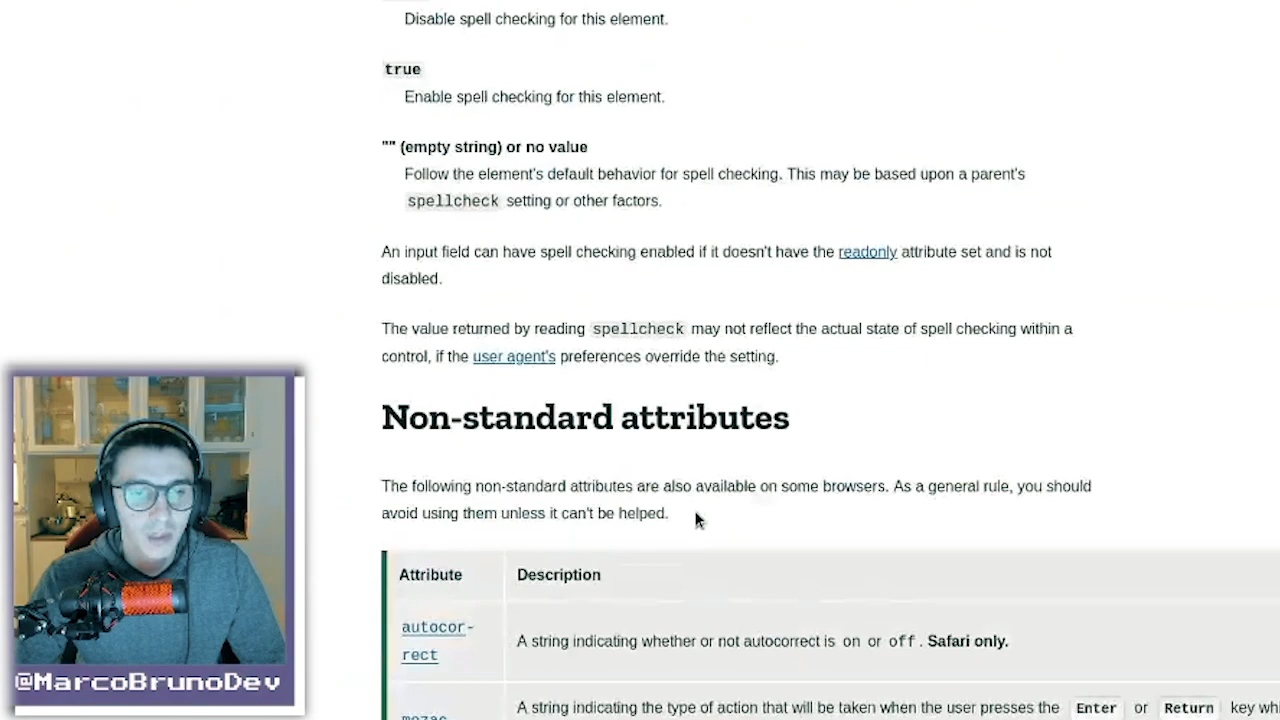 Disable spell checking for this element.
true
Enable spell checking for this element.
"" (empty string) or no value
Follow the element's default behavior for spell checking. This may be based upon a parent's
spellcheck setting or other factors.
An input field can have spell checking enabled if it doesn't have the readonly attribute set and is not
disabled.
The value returned by reading spellcheck may not reflect the actual state of spell checking within a
control, if the user agent's preferences override the setting.
Non-standard attributes
The following non-standard attributes are also available on some browsers. As a general rule, you should
avoid using them unless it can't be helped.
Attribute Description
autocor-
rect
A string indicating whether or not autocorrect is on or off. Safari only.
A string indicating the type of action that will be taken when the user presses the Enter or Return key
@MarcoBrunoDev